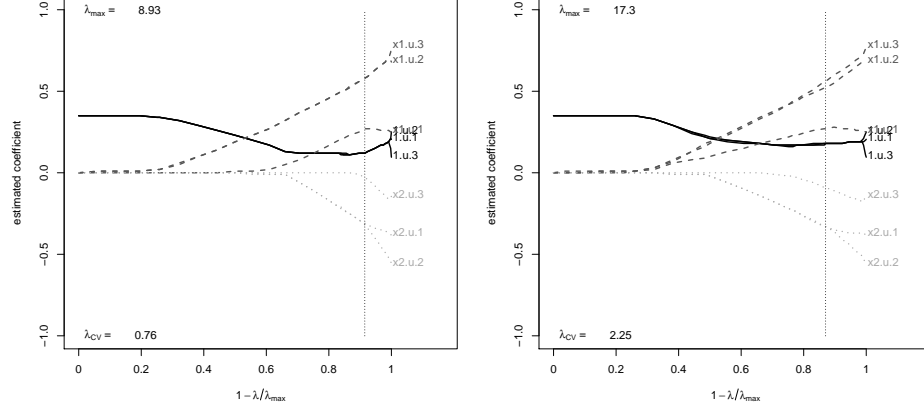 λmax = 8.93
1.0
0.5
0.0
−0.5
−1.0
estimated coefficient
x1.u.3
x1.u.2
1.u.1
1.u.3
x2.u.3
x2.u.1
x2.u.2
λCV = 0.76
0 0.2 0.4 0.6 0.8 1
1 − λ/λmax
λmax = 17.3
1.0
0.5
0.0
−0.5
−1.0
estimated coefficient
x1.u.3
x1.u.2
1.u.1
1.u.3
x2.u.3
x2.u.1
x2.u.2
λCV = 2.25
0 0.2 0.4 0.6 0.8 1
1 − λ/λmax